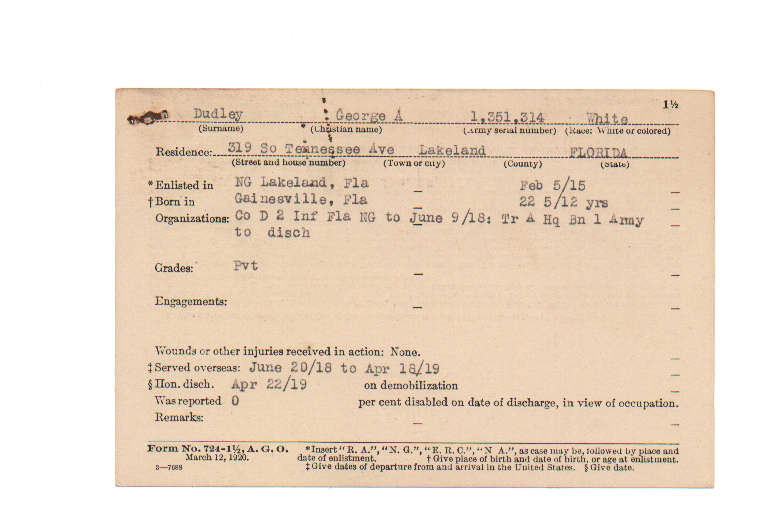 1½
Dudley George A 1,351,314 White
(Surname) (Christian name) (Army serial number) (Race: White or colored)
Residence: 319 So Tennessee Ave Lakeland FLORIDA
(Street and house number) (Town or city) (County) (State)
*Enlisted in NG Lakeland, Fla Feb 5/15
†Born in Gainesville, Fla 22 5/12 yrs
Organizations: Co D 2 Inf Fla NG to June 9/18; Tr A Hq Bn 1 Army
to disch
Grades: Pvt
Engagements:
Wounds or other injuries received in action: None.
‡Served overseas: June 20/18 to Apr 18/19
§Hon. disch. Apr 22/19 on demobilization
Was reported 0 per cent disabled on date of discharge, in view of occupation.
Remarks:
Form No. 724-1½, A. G. O. *Insert "R. A.", "N. G.", "E. R. C.", "N. A.", as case may be, followed by place and
March 12, 1920. date of enlistment. †Give place of birth and date of birth, or age at enlistment.
3—7688 ‡Give dates of departure from and arrival in the United States. §Give date.